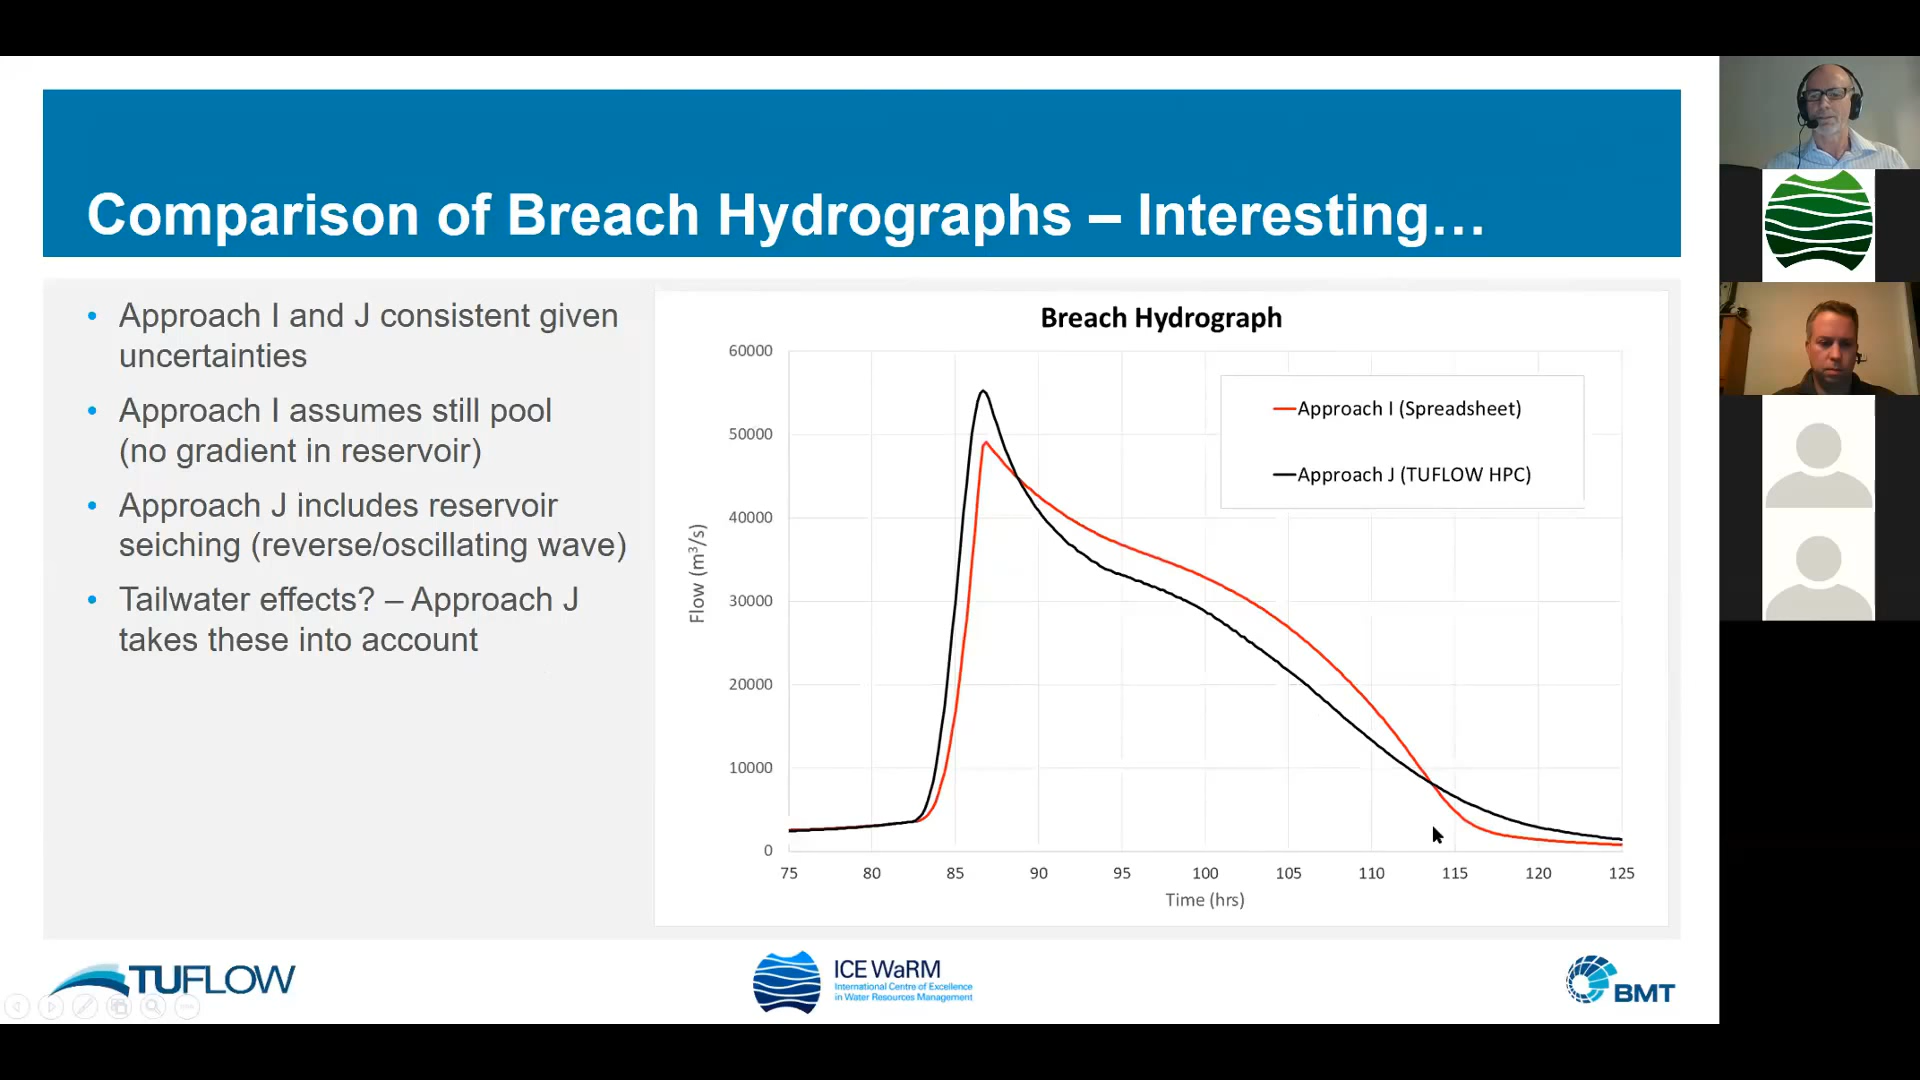 Comparison of Breach Hydrographs – Interesting...
• Approach I and J consistent given
uncertainties
• Approach I assumes still pool
(no gradient in reservoir)
• Approach J includes reservoir
seiching (reverse/oscillating wave)
• Tailwater effects? – Approach J
takes these into account
Breach Hydrograph
60000
50000
40000
30000
20000
10000
0
Flow (m³/s)
Approach I (Spreadsheet)
Approach J (TUFLOW HPC)
75 80 85 90 95 100 105 110 115 120 125
Time (hrs)
TUFLOW
ICE WaRM
International Centre of Excellence
in Water Resources Management
BMT